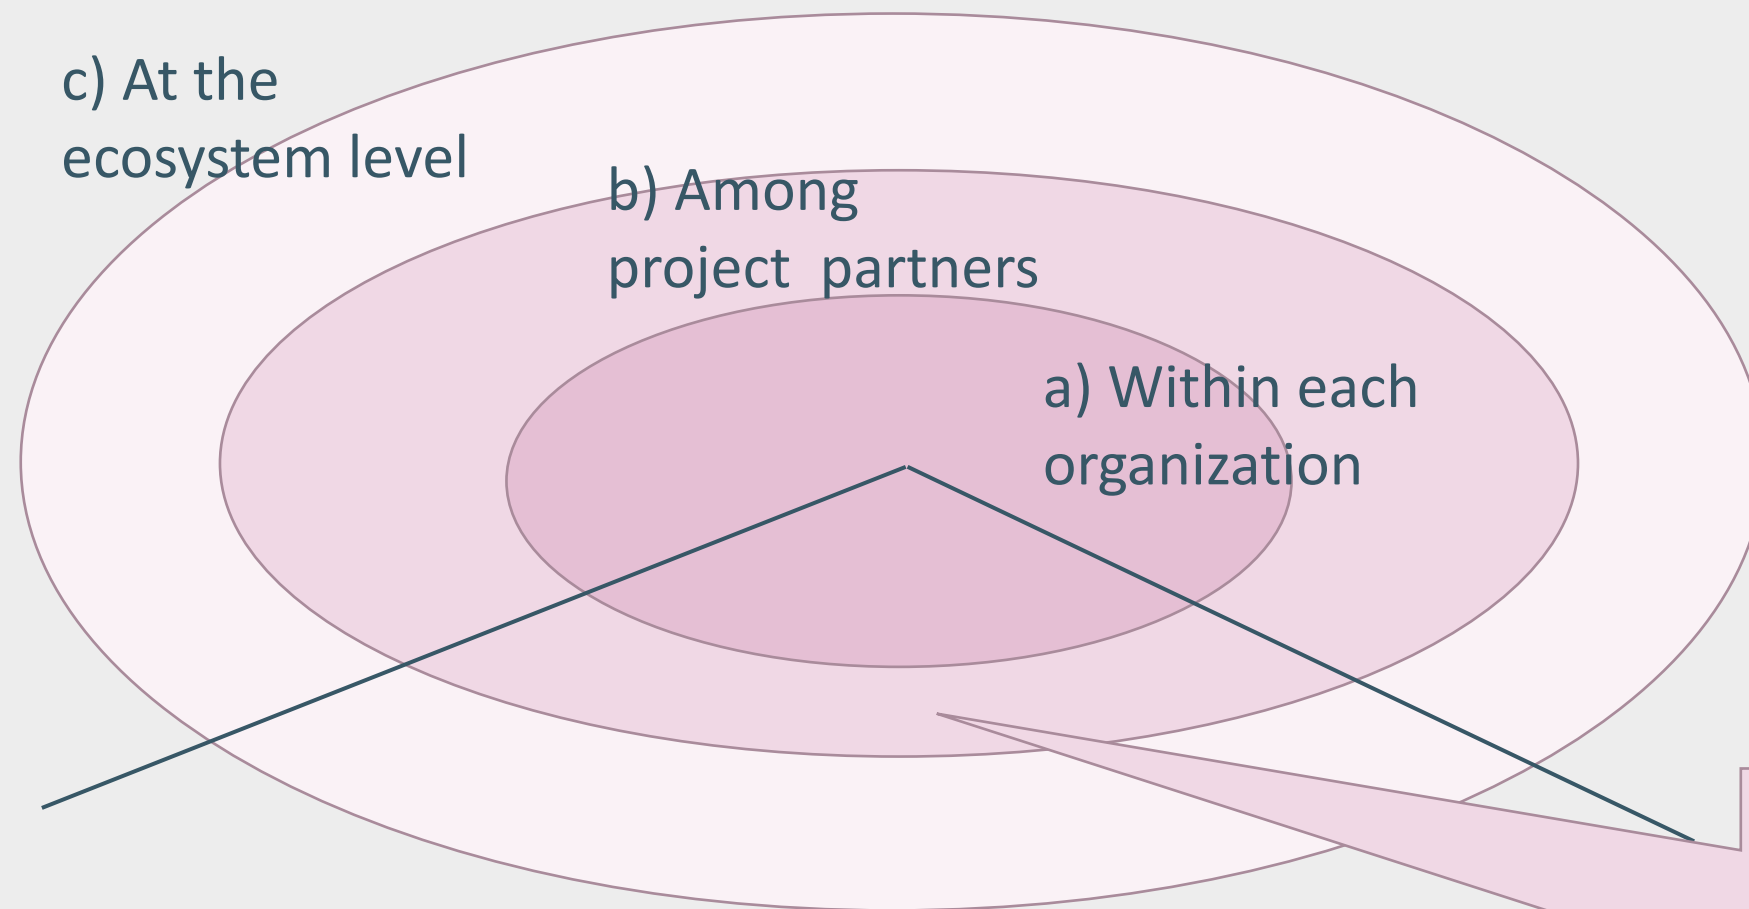 c) At the
ecosystem level
b) Among
project  partners
a) Within each
organization